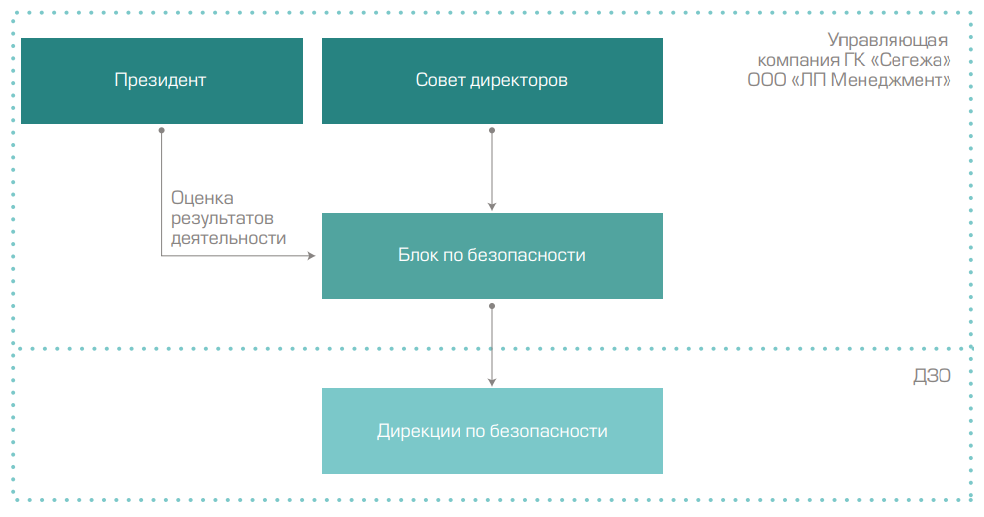 Управляющая
компания ГК «Сегежа»
ООО «ЛП Менеджмент»
Президент
Совет директоров
Оценка
результатов
деятельности
Блок по безопасности
ДЗО
Дирекции по безопасности